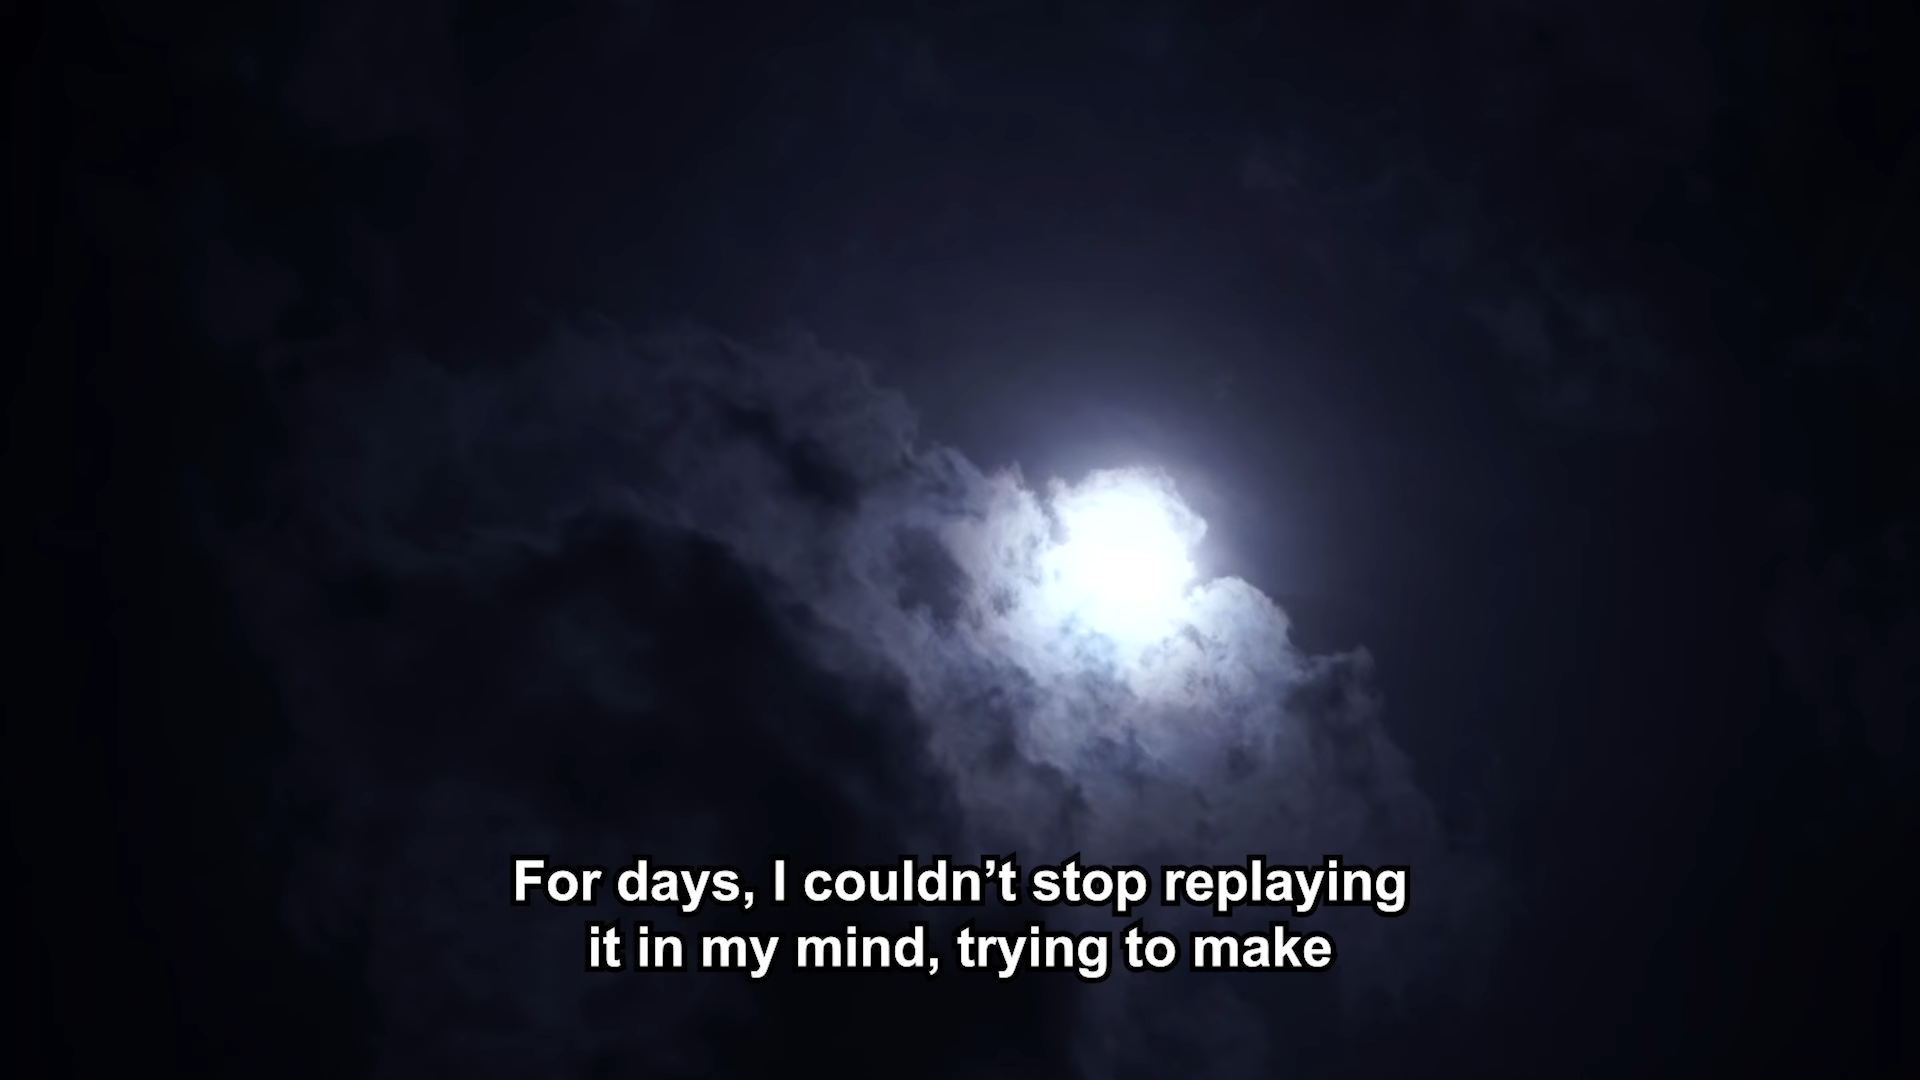 For days, I couldn’t stop replaying
it in my mind, trying to make